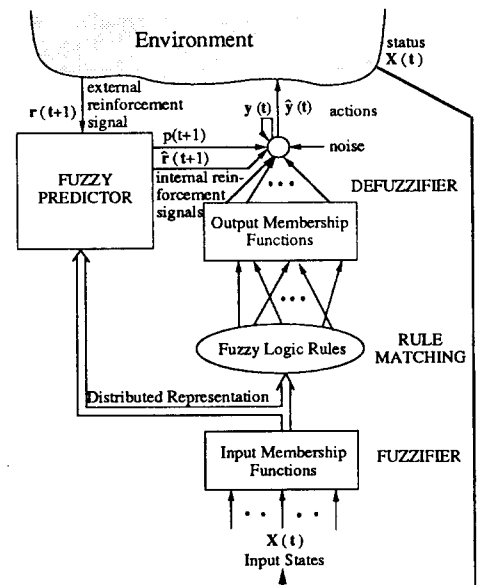 Environment
status
X(t)
external
reinforcement
signal
r(t+1)
y(t) ŷ(t) actions
p(t+1)
r̂(t+1)
noise
internal rein-
forcement
signals
FUZZY
PREDICTOR
DEFUZZIFIER
Output Membership
Functions
Fuzzy Logic Rules
RULE
MATCHING
Distributed Representation
Input Membership
Functions
FUZZIFIER
X(t)
Input States